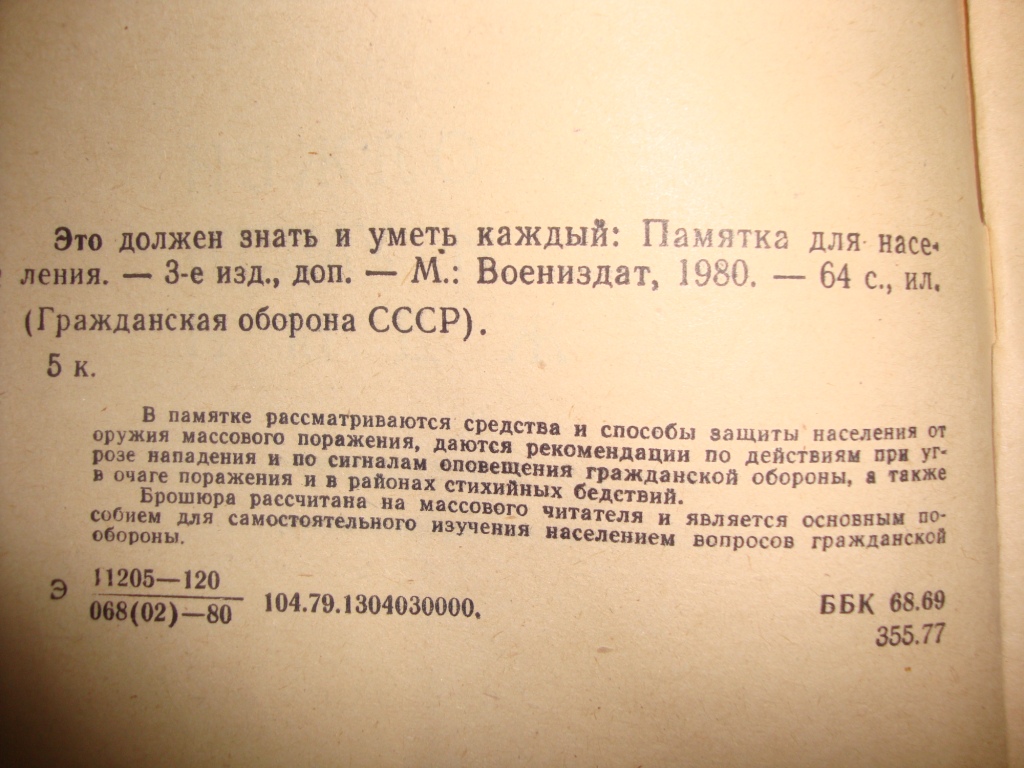 Это должен знать и уметь каждый: Памятка для насе-
ления. — 3-е изд., доп. — М.: Воениздат, 1980. — 64 с., ил.
(Гражданская оборона СССР).
5 к.
В памятке рассматриваются средства и способы защиты населения от
оружия массового поражения, даются рекомендации по действиям при уг-
розе нападения и по сигналам оповещения гражданской обороны, а также
в очаге поражения и в районах стихийных бедствий.
Брошюра рассчитана на массового читателя и является основным по-
собием для самостоятельного изучения населением вопросов гражданской
обороны.
Э 11205—120
068(02)—80 104.79.1304030000.
ББК 68.69
355.77